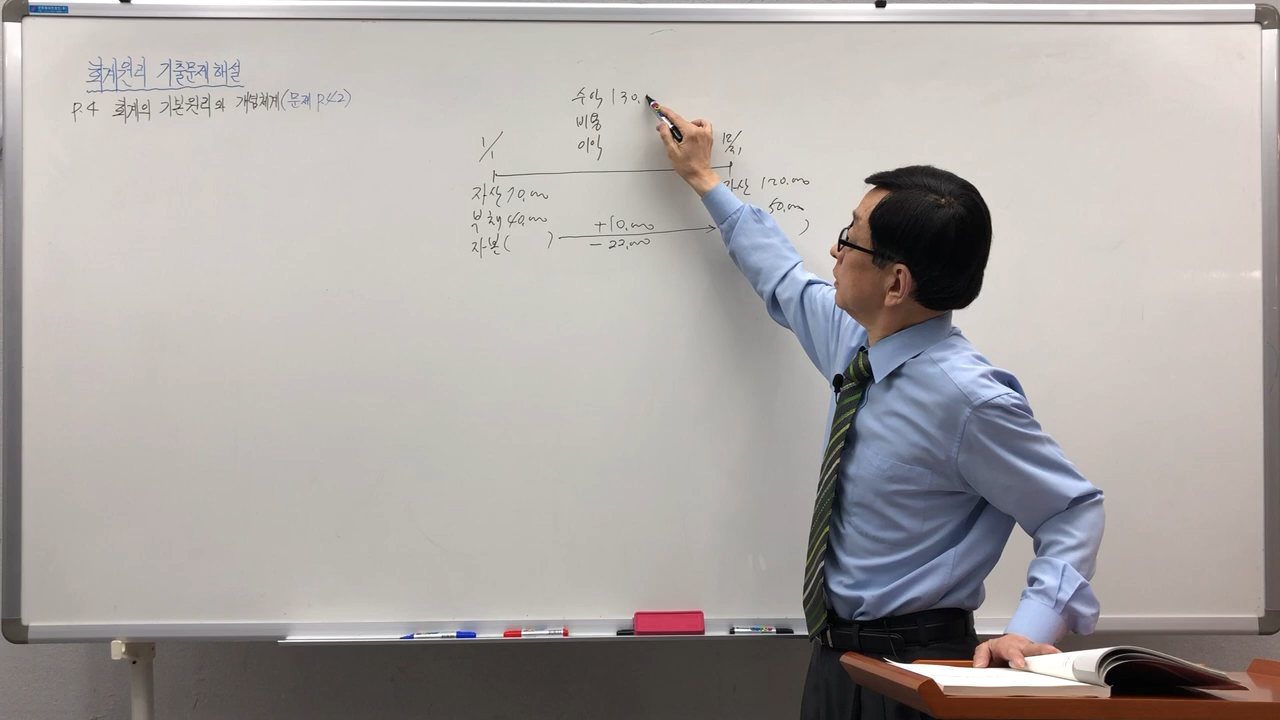 회계원리 기출문제해설
P.4 회계의 기본원리와 개념체계(문제 P.42)
수익 130,
비용
이익
1/1
12/31
자산 70,000
부채 40,000
자본( )
+10,000
-22,000
자산 120,000
50,000
)